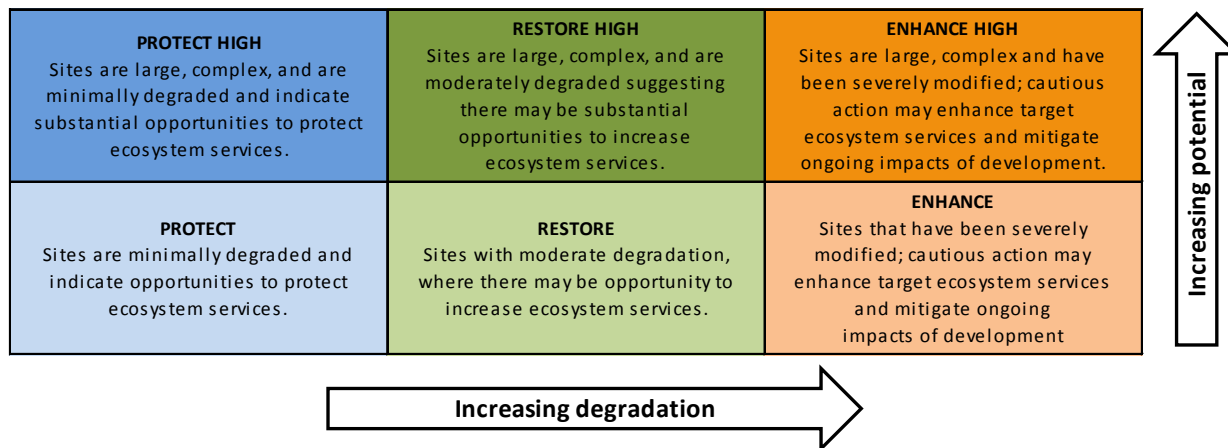 PROTECT HIGH
Sites are large, complex, and are
minimally degraded and indicate
substantial opportunities to protect
ecosystem services.
RESTORE HIGH
Sites are large, complex, and are
moderately degraded suggesting
there may be substantial
opportunities to increase
ecosystem services.
ENHANCE HIGH
Sites are large, complex and have
been severely modified; cautious
action may enhance target
ecosystem services and mitigate
ongoing impacts of development.
PROTECT
Sites are minimally degraded and
indicate opportunities to protect
ecosystem services.
RESTORE
Sites with moderate degradation,
where there may be opportunity to
increase ecosystem services.
ENHANCE
Sites that have been severely
modified; cautious action may
enhance target ecosystem services
and mitigate ongoing
impacts of development
Increasing potential
Increasing degradation